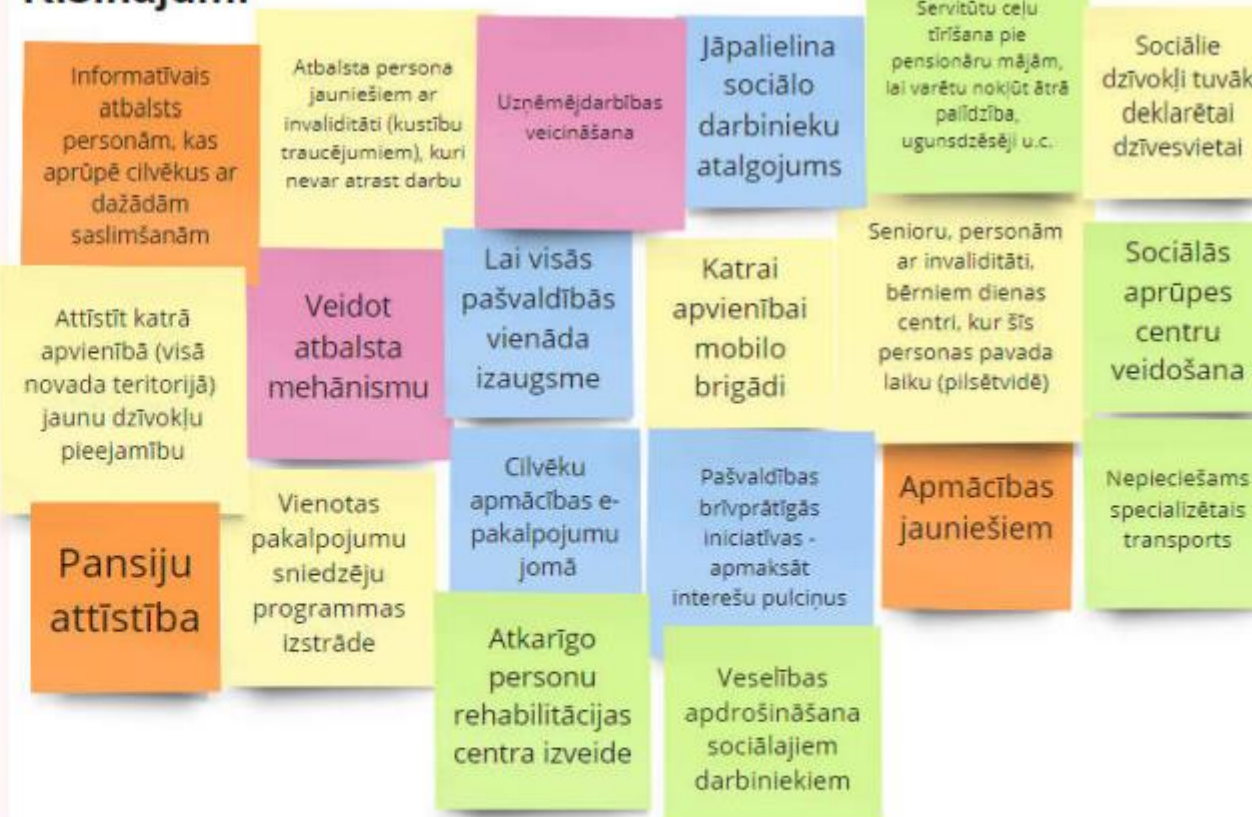 Risinājumi
Informatīvais
atbalsts
personām, kas
aprūpē cilvēkus ar
dažādām
saslimšanām
Atbalsta persona
jauniešiem ar
invaliditāti (kustību
traucējumiem), kuri
nevar atrast darbu
Uzņēmējdarbības
veicināšana
Jāpalielina
sociālo
darbinieku
atalgojums
Servitūtu ceļu
tīrīšana pie
pensionāru mājām,
lai varētu nokļūt ātrā
palīdzība,
ugunsdzēsēji u.c.
Sociālie
dzīvokļi tuvāk
deklarētai
dzīvesvietai
Attīstīt katrā
apvienībā (visā
novada teritorijā)
jaunu dzīvokļu
pieejamību
Veidot
atbalsta
mehānismu
Lai visās
pašvaldībās
vienāda
izaugsme
Katrai
apvienībai
mobilo
brigādi
Senioru, personām
ar invaliditāti,
bērniem dienas
centri, kur šīs
personas pavada
laiku (pilsētvidē)
Sociālās
aprūpes
centru
veidošana
Pansiju
attīstība
Vienotas
pakalpojumu
sniedzēju
programmas
izstrāde
Cilvēku
apmācības e-
pakalpojumu
jomā
Pašvaldības
brīvprātīgās
iniciatīvas -
apmaksāt
interešu pulciņus
Apmācības
jauniešiem
Nepieciešams
specializētais
transports
Atkarīgo
personu
rehabilitācijas
centra izveide
Veselības
apdrošināšana
sociālajiem
darbiniekiem